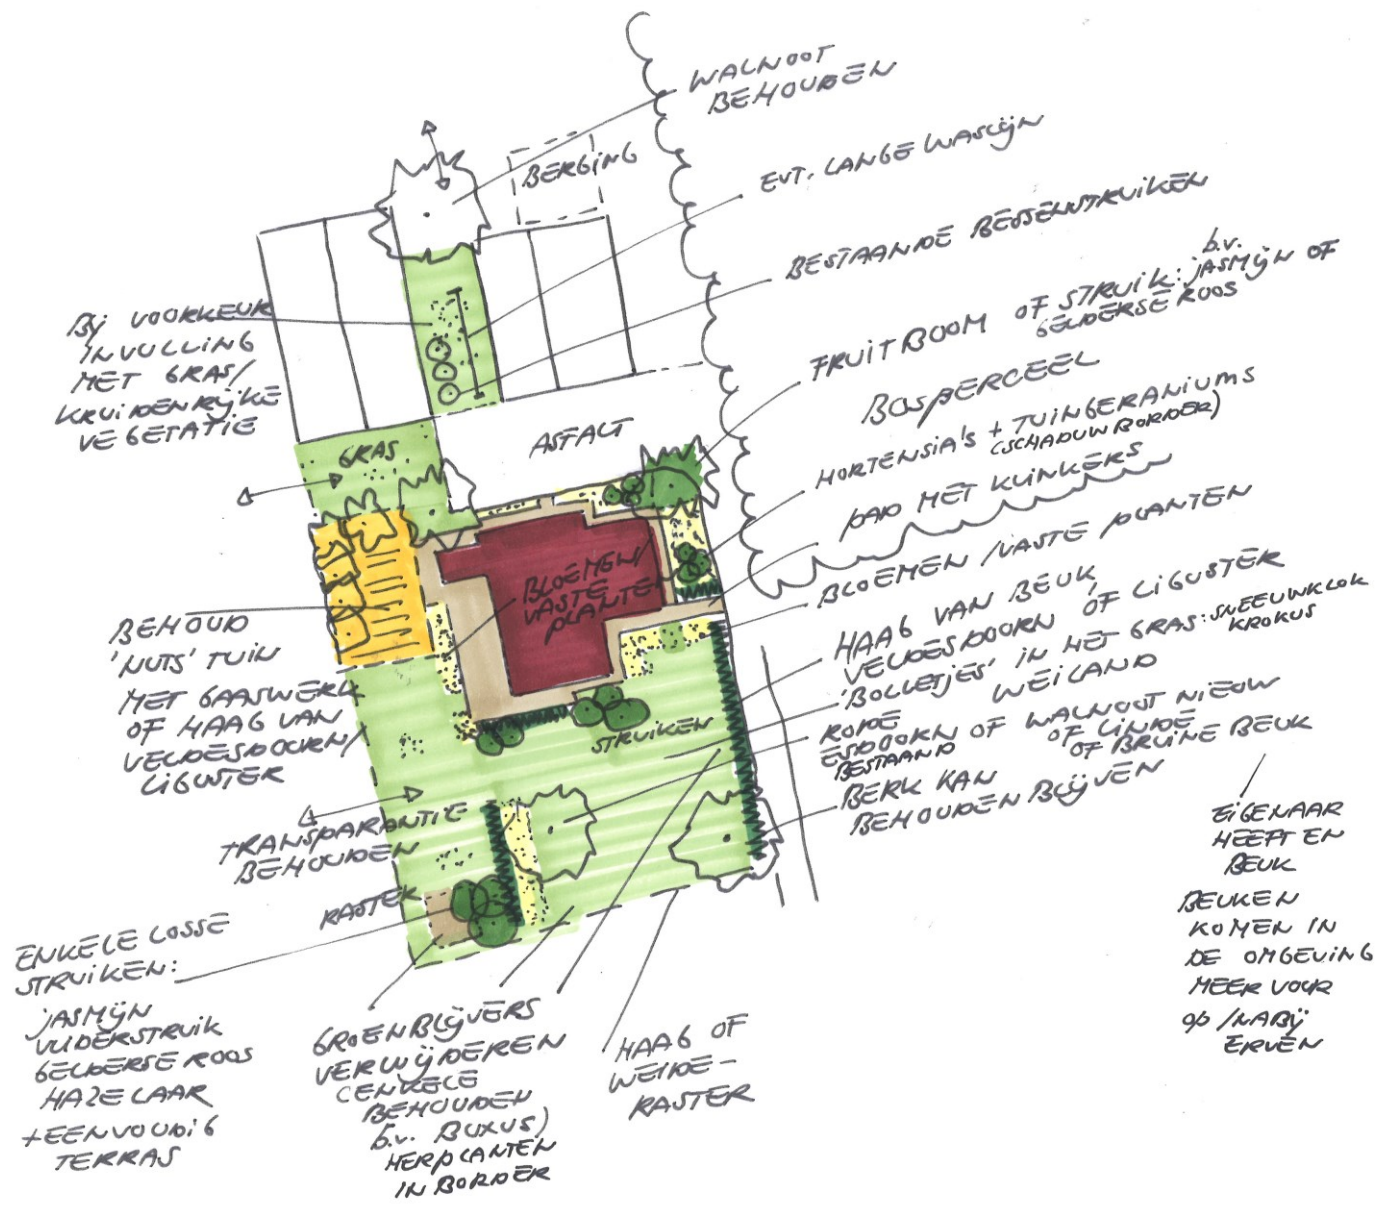 WALNOOT
BEHOUDEN
BERGING
EVT. LANGE WASLIJN
BESTAANDE BESSENSTRUIKEN
b.v.
FRUITBOOM OF STRUIK: JASMIJN OF
GELDERSE ROOS
BOSPERCEEL
HORTENSIA'S + TUINGERANIUMS
(SCHADUWBORDER)
PAD MET KLINKERS
BLOEMEN/VASTE PLANTEN
HAAG VAN BEUK,
VELDESDOORN OF LIGUSTER
'BOLLETJES' IN HET GRAS: SNEEUWKLOK
KROKUS
WEILAND
RODE
ESDOORN OF WALNOOT NIEUW
BESTAAND
OF LINDE
OF BRUINE BEUK
BERK KAN
BEHOUDEN BLIJVEN
EIGENAAR
HEEFT EN
BEUK
BEUKEN
KOMEN IN
DE OMGEVING
MEER VOOR
OP/NABIJ
ERVEN
BIJ VOORKEUR
INVULLING
MET GRAS/
KRUIDENRIJKE
VEGETATIE
GRAS
ASFALT
BLOEMEN/
VASTE
PLANTEN
BEHOUD
'NUTS' TUIN
MET GAASWERK
OF HAAG VAN
VELDESDOORN/
LIGUSTER
STRUIKEN
TRANSPARANTIE
BEHOUDEN
RASTER
ENKELE LOSSE
STRUIKEN:
JASMIJN
VLIDERSTRUIK
GELDERSE ROOS
HAZELAAR
+EENVOUDIG
TERRAS
GROENBLIJVERS
VERWIJDEREN
(ENKELE
BEHOUDEN
b.v. BUXUS)
HERPLANTEN
IN BORDER
HAAG OF
WEIDE-
RASTER